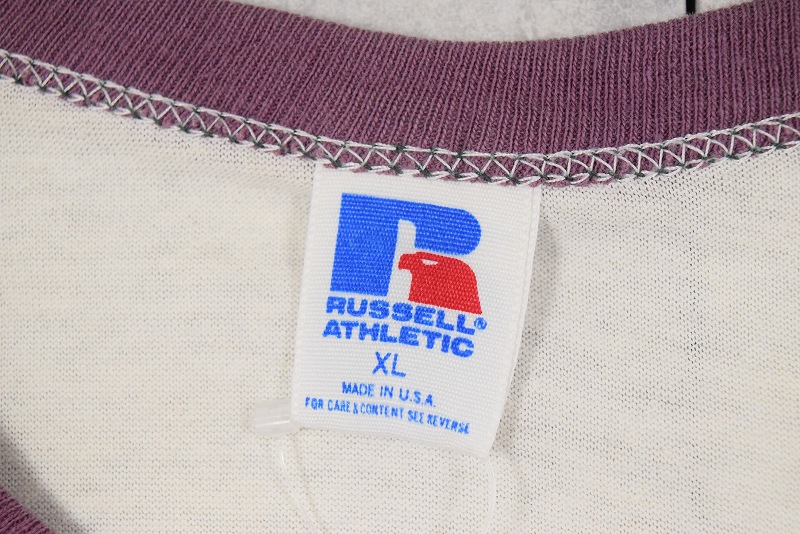 RUSSELL®
ATHLETIC
XL
MADE IN U.S.A.
FOR CARE & CONTENT SEE REVERSE